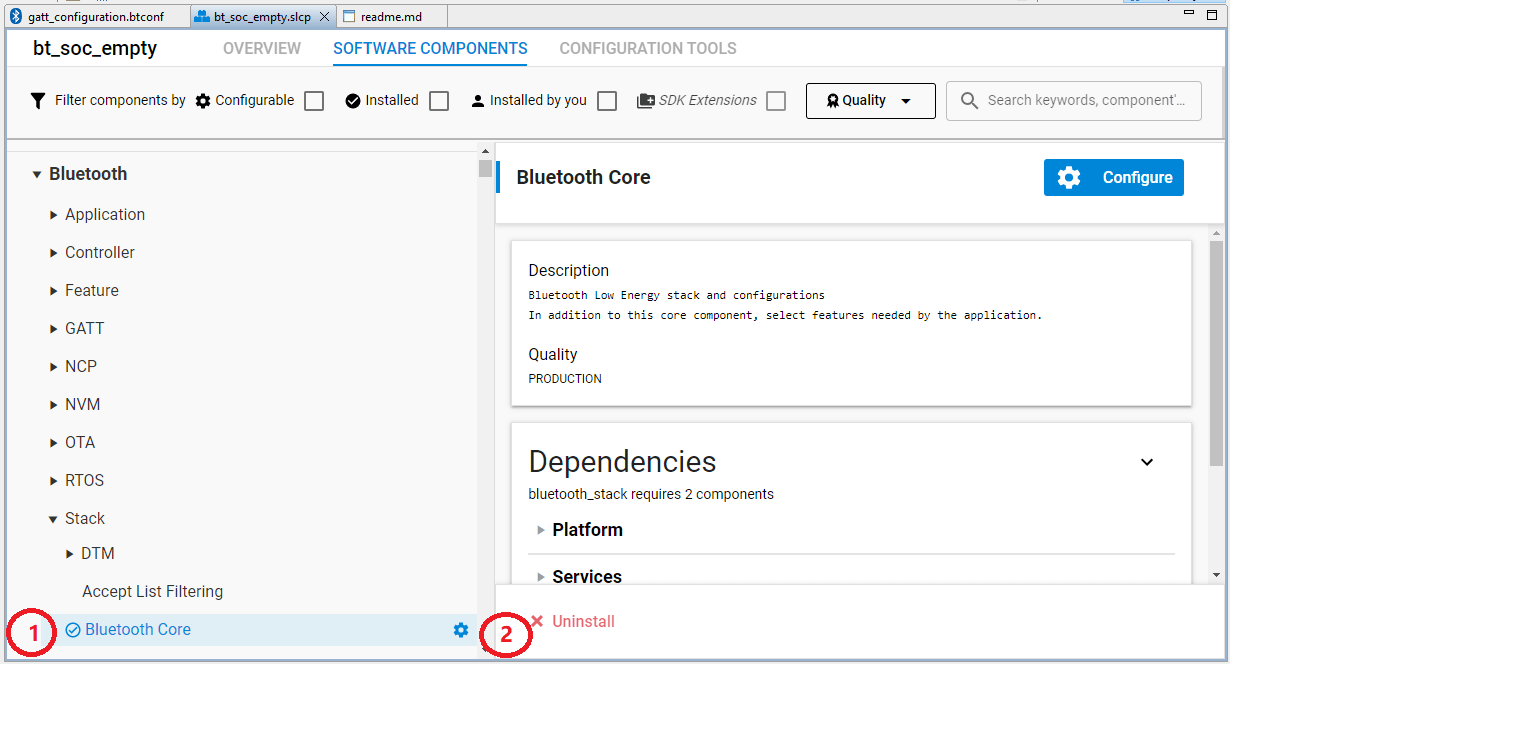 gatt_configuration.btconf
bt_soc_empty.slcp
readme.md
bt_soc_empty
OVERVIEW
SOFTWARE COMPONENTS
CONFIGURATION TOOLS
Filter components by
Configurable
Installed
Installed by you
SDK Extensions
Quality
Search keywords, component'...
Bluetooth
Application
Controller
Feature
GATT
NCP
NVM
OTA
RTOS
Stack
DTM
Accept List Filtering
1
Bluetooth Core
Bluetooth Core
Configure
Description
Bluetooth Low Energy stack and configurations
In addition to this core component, select features needed by the application.
Quality
PRODUCTION
Dependencies
bluetooth_stack requires 2 components
Platform
Services
2
Uninstall